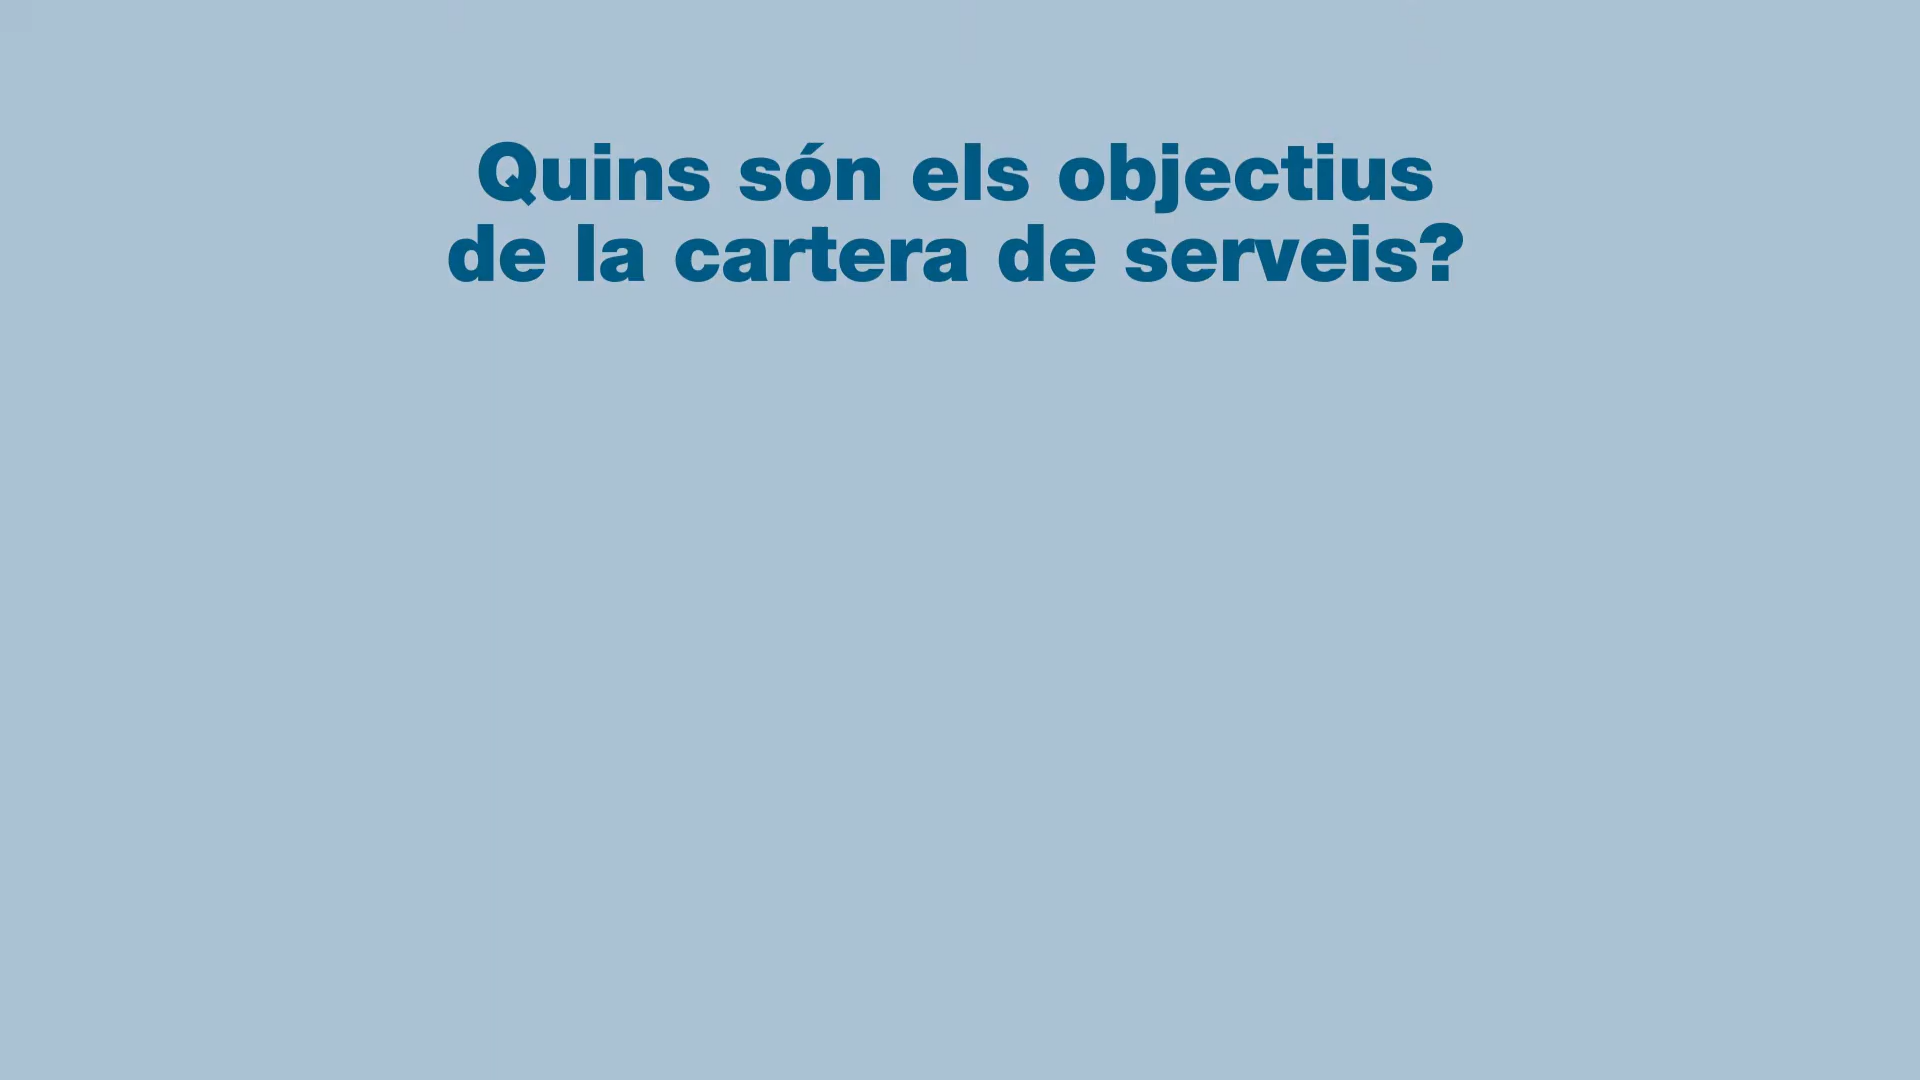 Quins són els objectius
de la cartera de serveis?